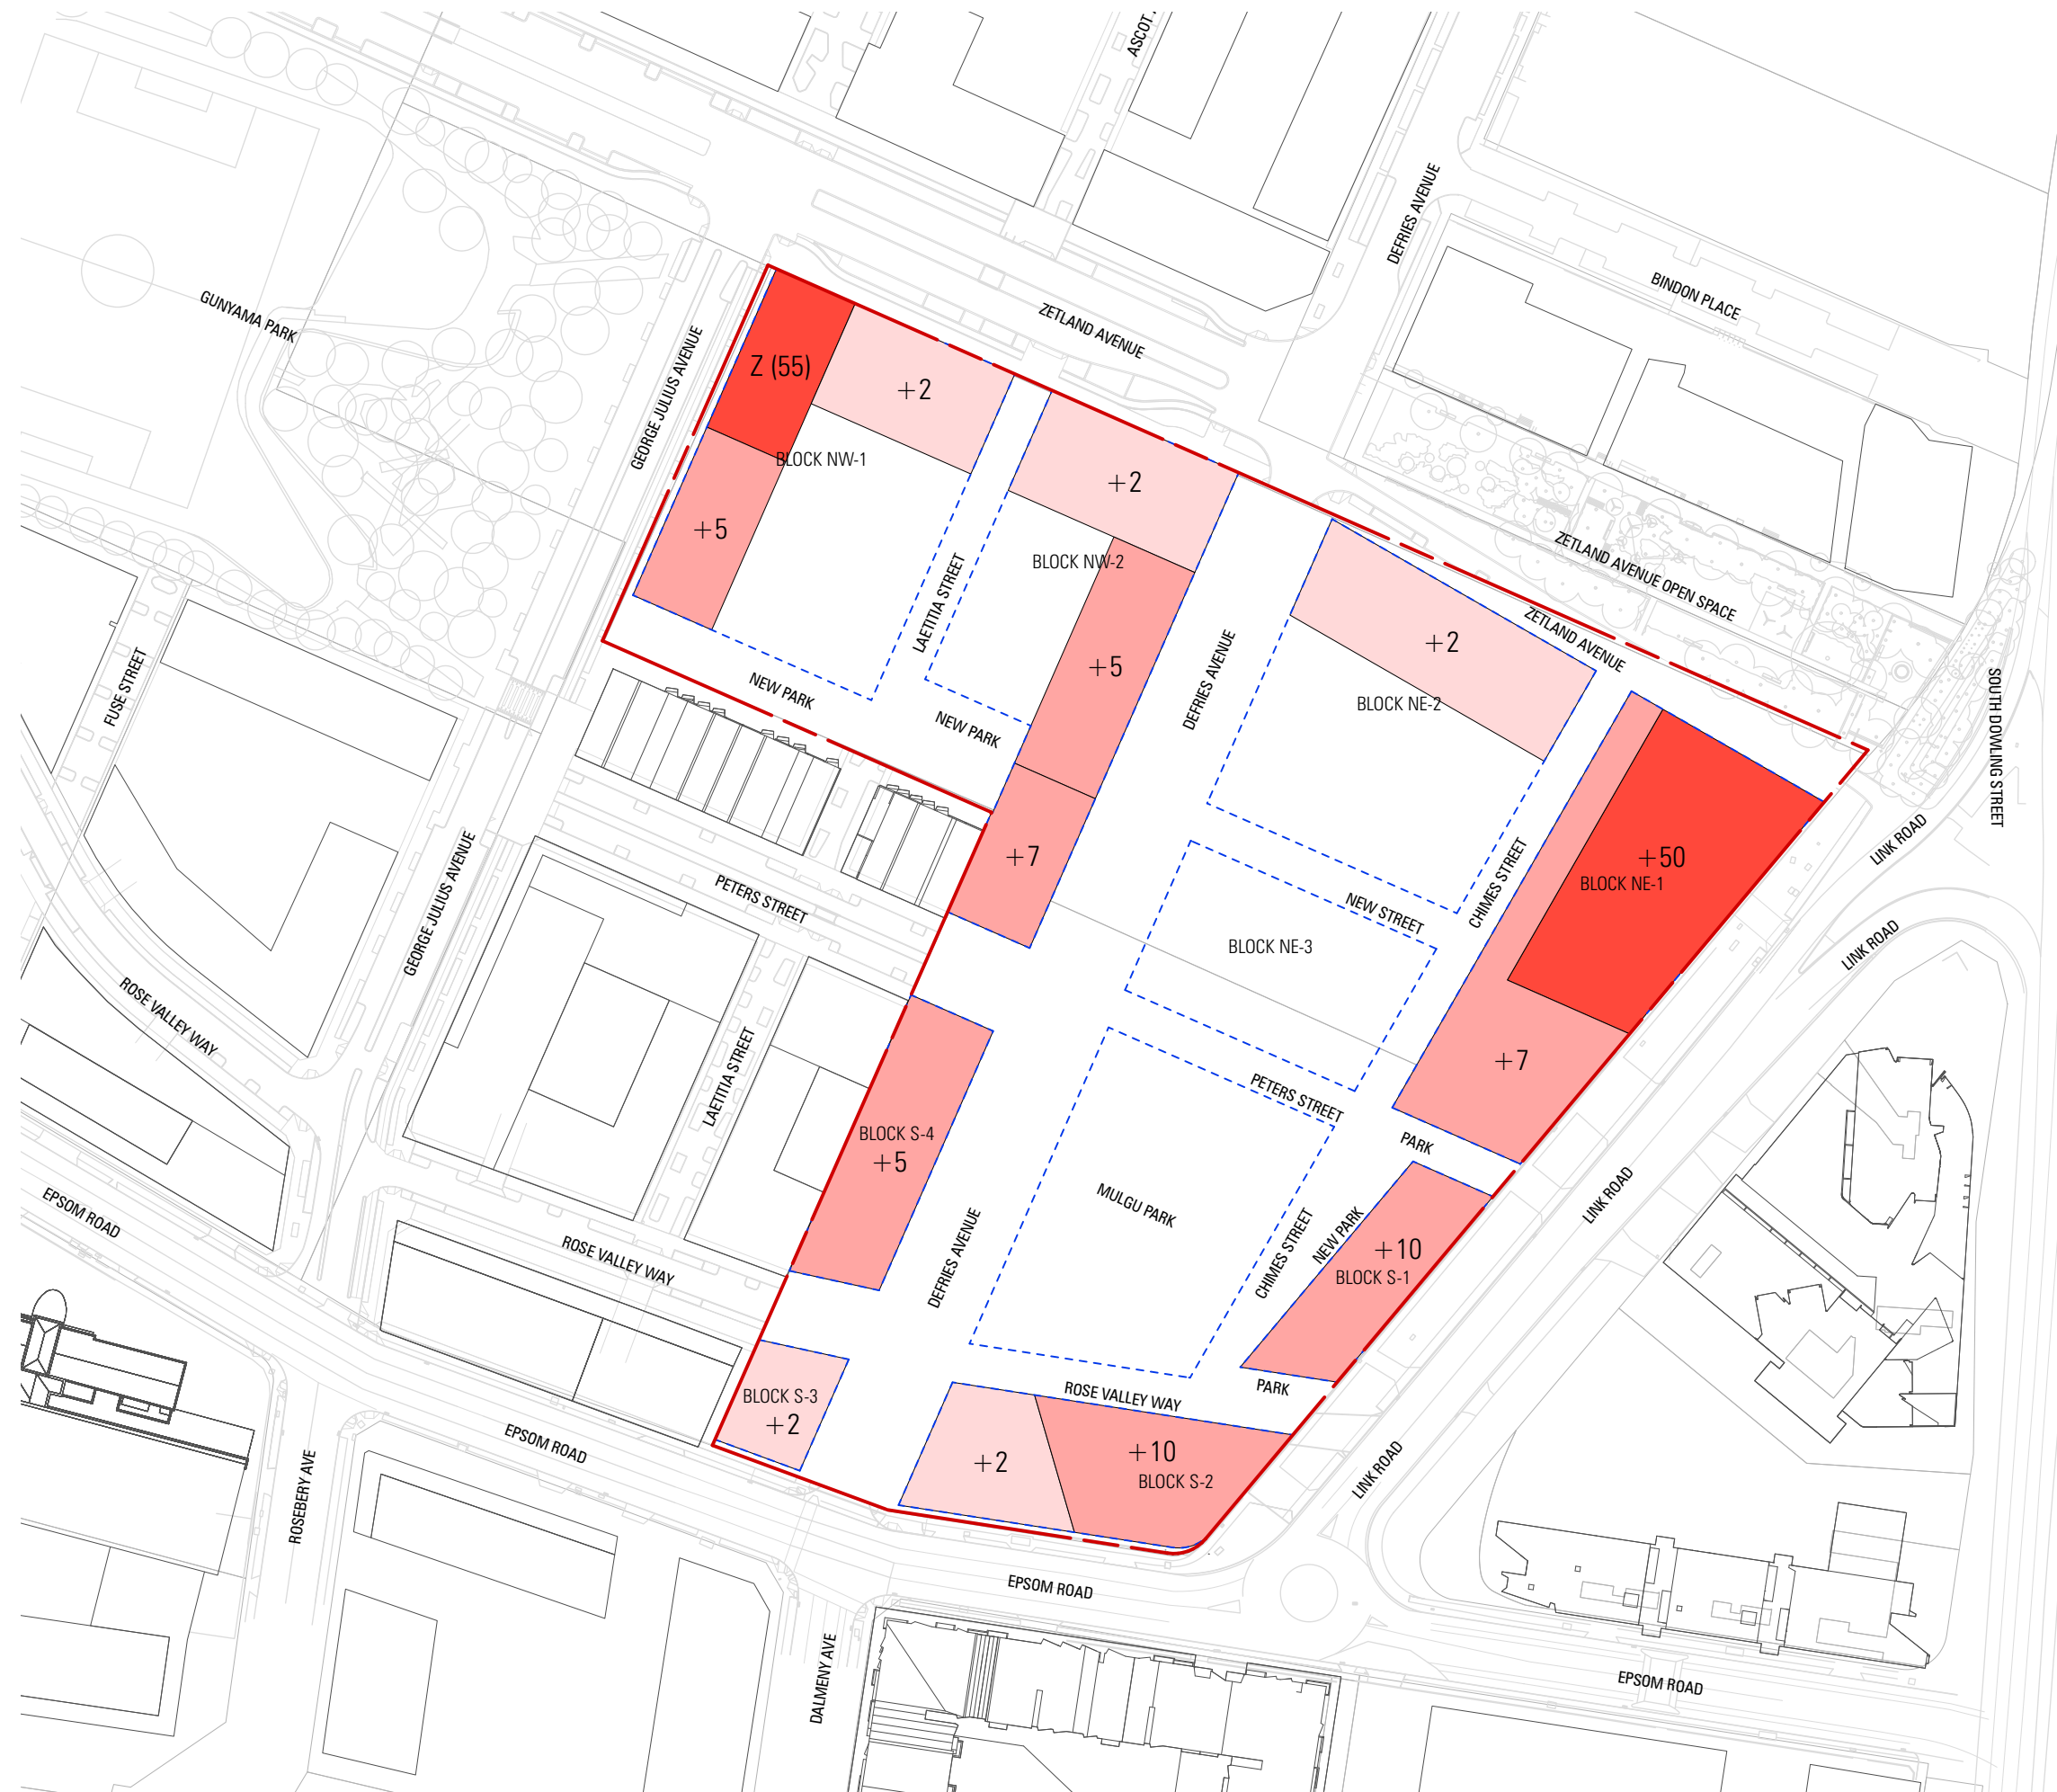 ASCOT
DEFRIES AVENUE
BINDON PLACE
GUNYAMA PARK
ZETLAND AVENUE
GEORGE JULIUS AVENUE
Z (55)
+2
BLOCK NW-1
+2
+5
BLOCK NW-2
ZETLAND AVENUE OPEN SPACE
LAETITIA STREET
ZETLAND AVENUE
+2
+5
FUSE STREET
DEFRIES AVENUE
NEW PARK
BLOCK NE-2
NEW PARK
SOUTH DOWLING STREET
LINK ROAD
+7
+50
BLOCK NE-1
CHIMES STREET
PETERS STREET
NEW STREET
GEORGE JULIUS AVENUE
BLOCK NE-3
LINK ROAD
ROSE VALLEY WAY
+7
LAETITIA STREET
PETERS STREET
BLOCK S-4
+5
PARK
MULGU PARK
LINK ROAD
EPSOM ROAD
NEW PARK
CHIMES STREET
+10
BLOCK S-1
DEFRIES AVENUE
ROSE VALLEY WAY
PARK
BLOCK S-3
+2
ROSE VALLEY WAY
EPSOM ROAD
+2
+10
BLOCK S-2
LINK ROAD
ROSEBERY AVE
EPSOM ROAD
DALMENY AVE
EPSOM ROAD